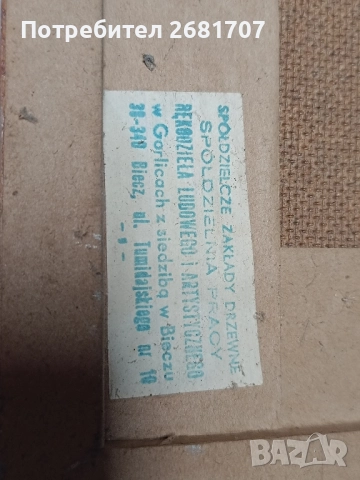 Потребител 2681707
SPÓŁDZIELCZE ZAKŁADY DRZEWNE
SPÓŁDZIELNIA PRACY
RĘKODZIEŁA LUDOWEGO I ARTYSTYCZNEGO
w Gorlicach z siedzibą w Bieczu
38-340 Biecz, ul. Tumidajskiego nr 10
-"-
BAZAR